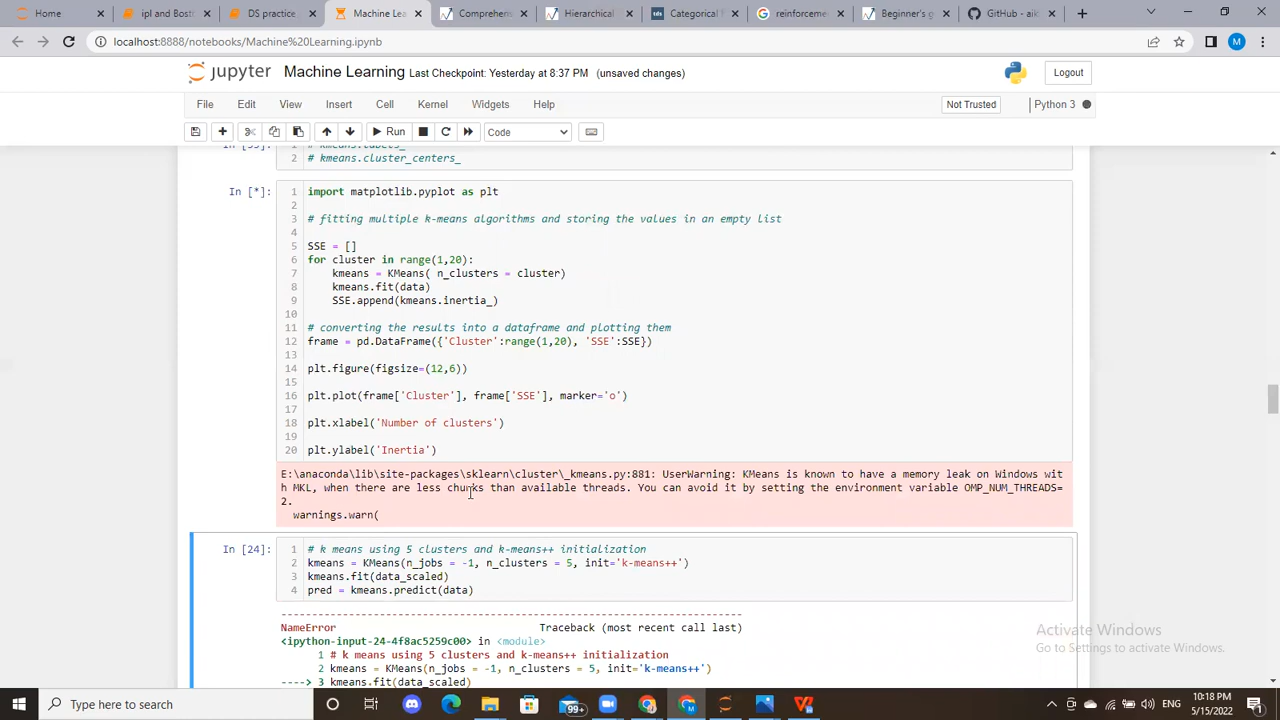 Home
ipl and Bost
DS practice
Machine Lea
Comprehens
Hierarchical
tds
Categorical F
reinforceme
Beginner's g
GitHub - aik
localhost:8888/notebooks/Machine%20Learning.ipynb
M
jupyter Machine Learning Last Checkpoint: Yesterday at 8:37 PM (unsaved changes)
Logout
File Edit View Insert Cell Kernel Widgets Help
Not Trusted
Python 3
Run
Code
2 # kmeans.cluster_centers_
In [*]:
1 import matplotlib.pyplot as plt
2
3 # fitting multiple k-means algorithms and storing the values in an empty list
4
5 SSE = []
6 for cluster in range(1,20):
7 kmeans = KMeans( n_clusters = cluster)
8 kmeans.fit(data)
9 SSE.append(kmeans.inertia_)
10
11 # converting the results into a dataframe and plotting them
12 frame = pd.DataFrame({'Cluster':range(1,20), 'SSE':SSE})
13
14 plt.figure(figsize=(12,6))
15
16 plt.plot(frame['Cluster'], frame['SSE'], marker='o')
17
18 plt.xlabel('Number of clusters')
19
20 plt.ylabel('Inertia')
E:\anaconda\lib\site-packages\sklearn\cluster\_kmeans.py:881: UserWarning: KMeans is known to have a memory leak on Windows wit
h MKL, when there are less chunks than available threads. You can avoid it by setting the environment variable OMP_NUM_THREADS=
2.
warnings.warn(
In [24]:
1 # k means using 5 clusters and k-means++ initialization
2 kmeans = KMeans(n_jobs = -1, n_clusters = 5, init='k-means++')
3 kmeans.fit(data_scaled)
4 pred = kmeans.predict(data)
---------------------------------------------------------------------------
NameError Traceback (most recent call last)
<ipython-input-24-4f8ac5259c00> in <module>
1 # k means using 5 clusters and k-means++ initialization
2 kmeans = KMeans(n_jobs = -1, n_clusters = 5, init='k-means++')
----> 3 kmeans.fit(data_scaled)
Activate Windows
Go to Settings to activate Windows.
Type here to search
99+
ENG
10:18 PM
5/15/2022